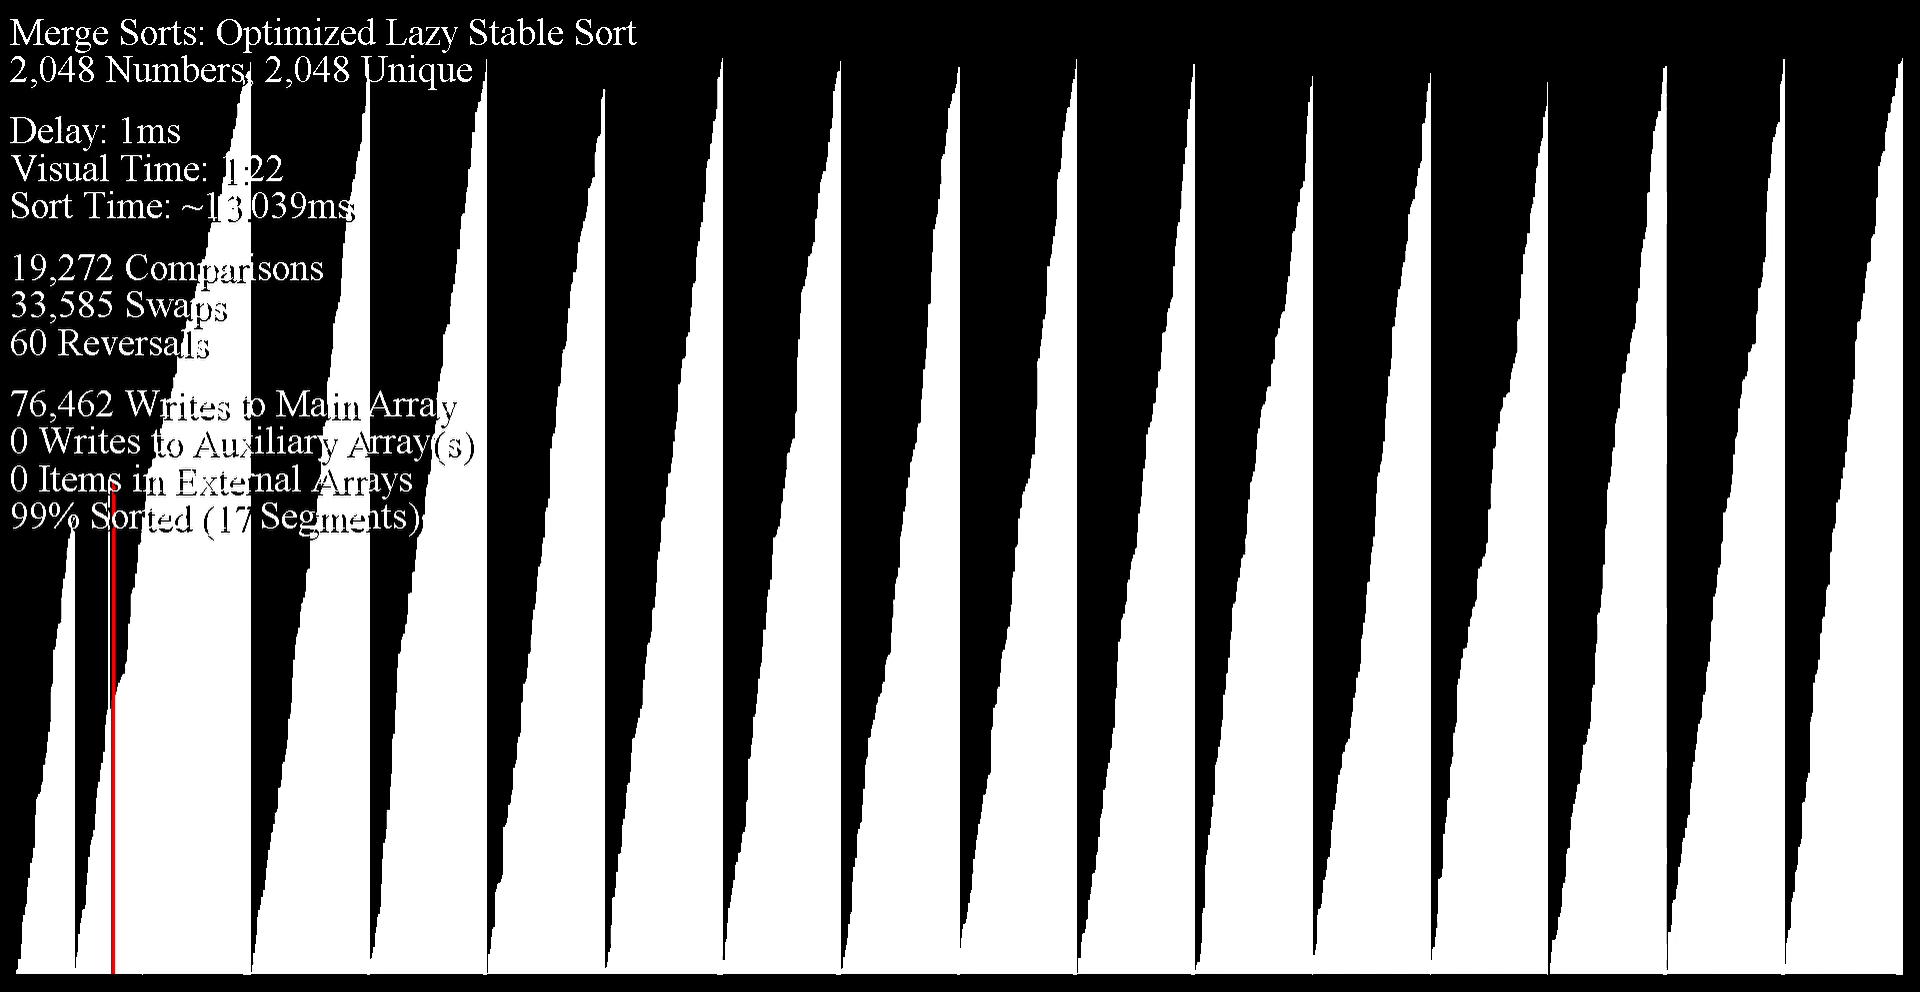 Merge Sorts: Optimized Lazy Stable Sort
2,048 Numbers, 2,048 Unique
Delay: 1ms
Visual Time: 1:22
Sort Time: ~13.039ms
19,272 Comparisons
33,585 Swaps
60 Reversals
76,462 Writes to Main Array
0 Writes to Auxiliary Array(s)
0 Items in External Arrays
99% Sorted (17 Segments)